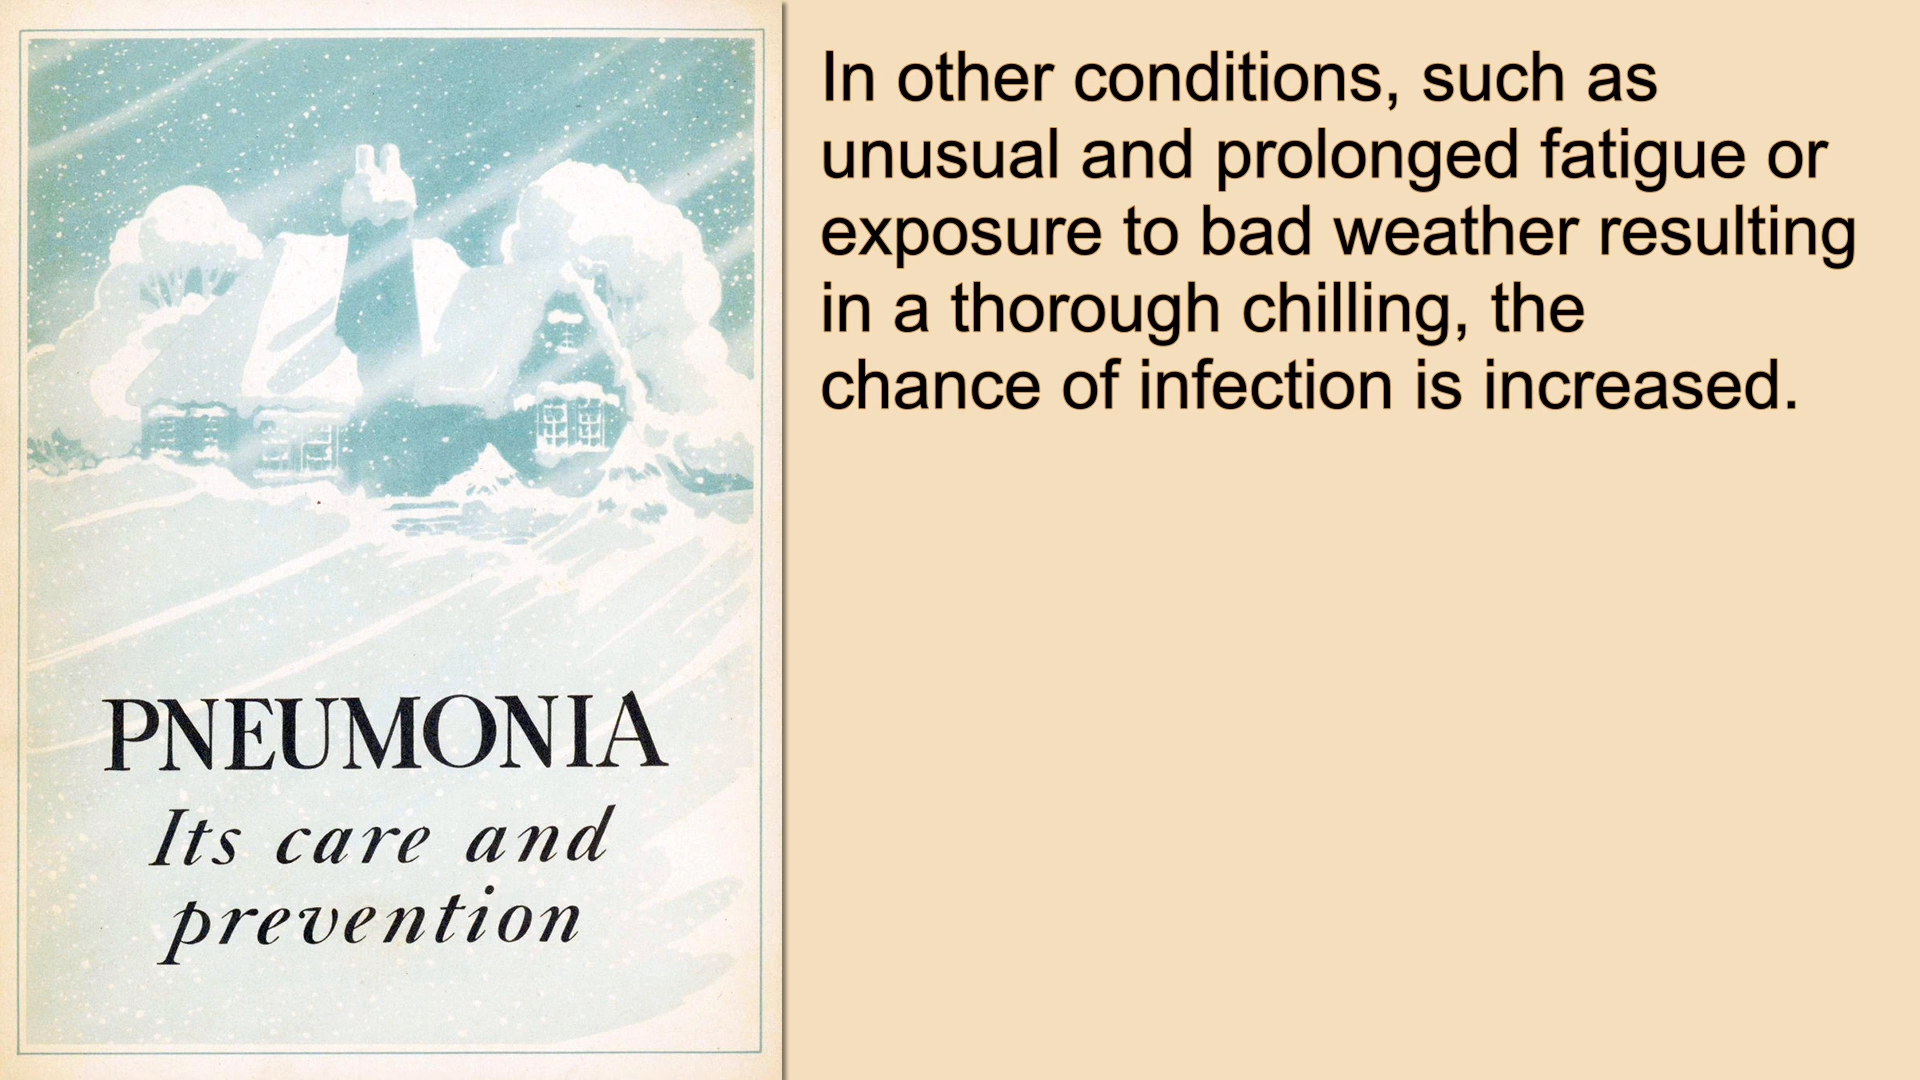 PNEUMONIA
Its care and
prevention
In other conditions, such as
unusual and prolonged fatigue or
exposure to bad weather resulting
in a thorough chilling, the
chance of infection is increased.